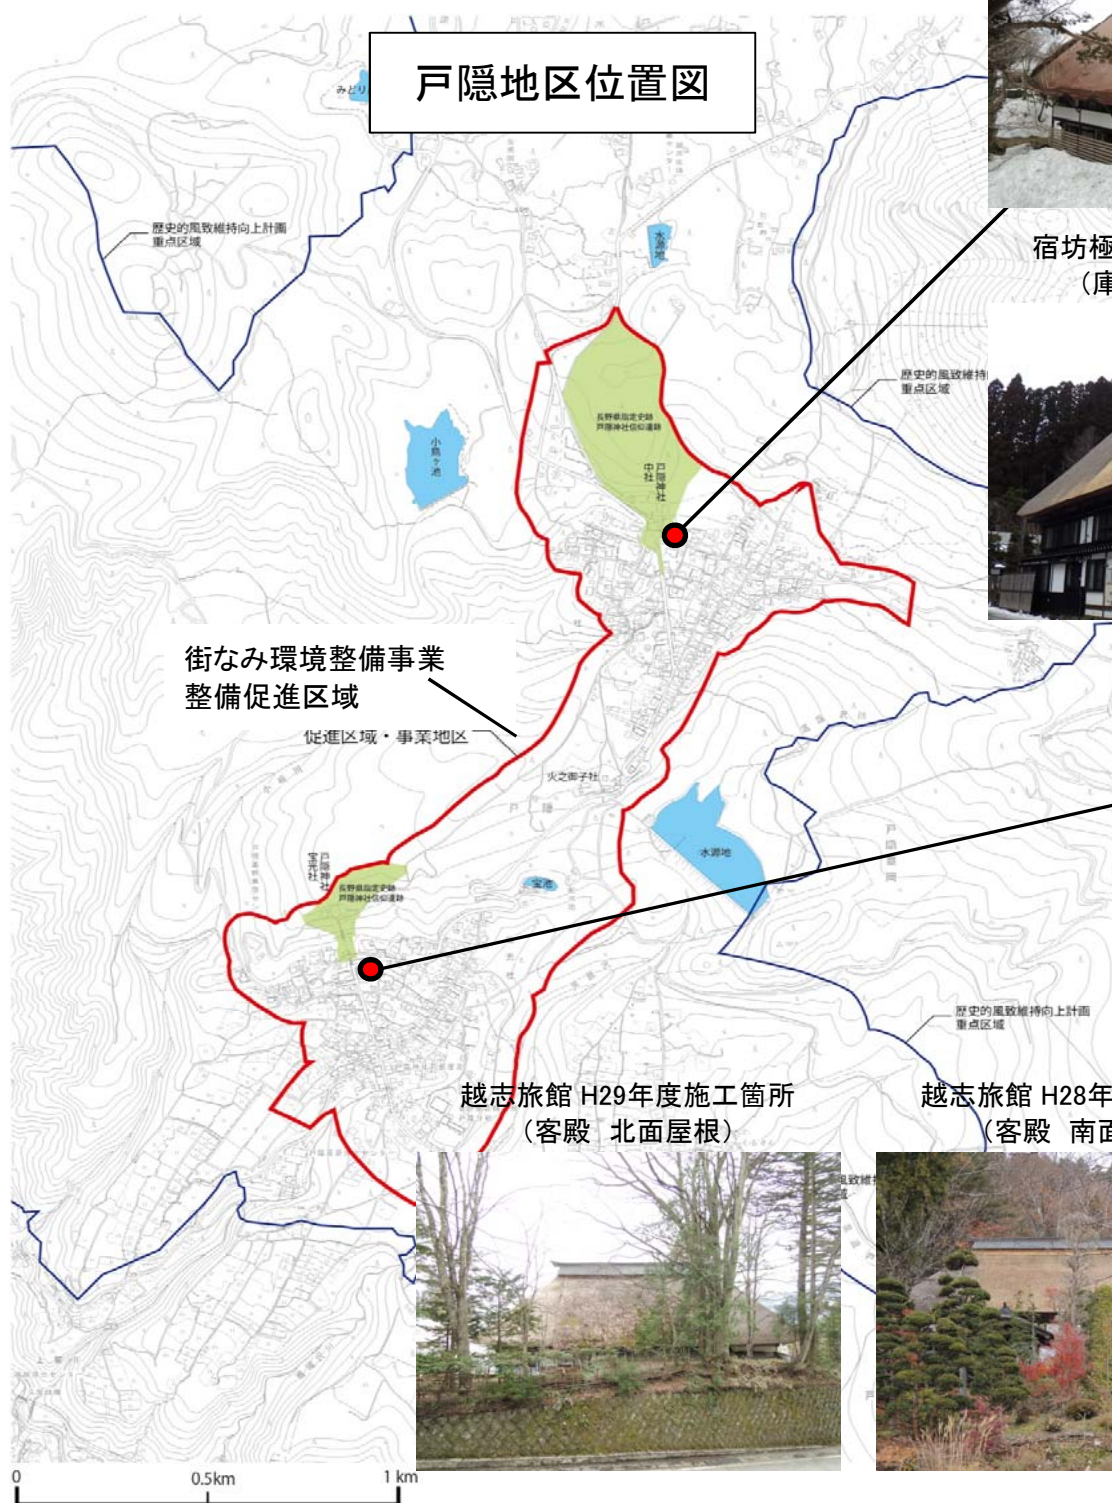 戸隠地区位置図
みどり
歴史的風致維持向上計画
重点区域
水源地
宿坊極
（庫
歴史的風致維持
重点区域
長野県指定史跡
戸隠神社信仰遺跡
小鳥ヶ池
戸隠神社
中社
街なみ環境整備事業
整備促進区域
促進区域・事業地区
火之御子社
戸隠
水源地
戸隠神社
宝光社
長野県指定史跡
戸隠神社信仰遺跡
宝池
歴史的風致維持向上計画
重点区域
越志旅館 H29年度施工箇所
（客殿 北面屋根）
越志旅館 H28年
（客殿 南面
0
0.5km
1 km